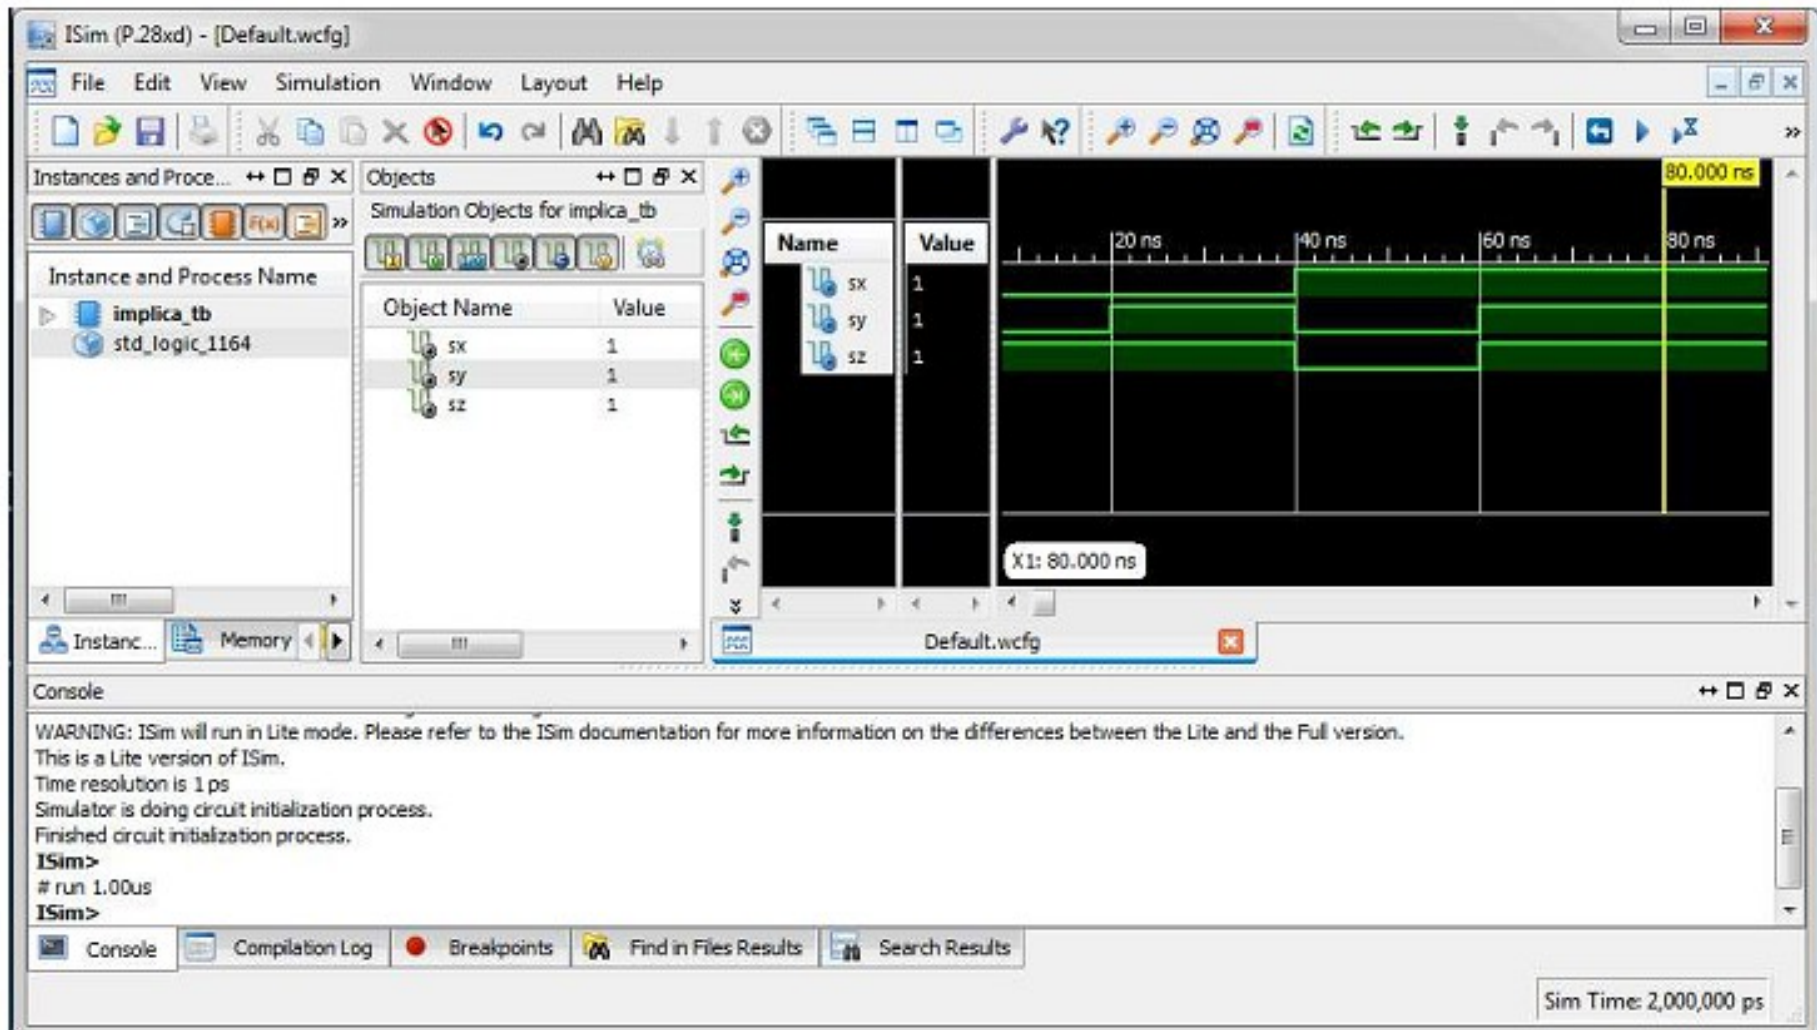 ISim (P.28xd) - [Default.wcfg]
File Edit View Simulation Window Layout Help
Instances and Proce...
Instance and Process Name
implica_tb
std_logic_1164
Instanc... Memory
Objects
Simulation Objects for implica_tb
Object Name Value
sx 1
sy 1
sz 1
Name Value
sx 1
sy 1
sz 1
80.000 ns
20 ns 40 ns 60 ns 80 ns
X1: 80.000 ns
Default.wcfg
Console
WARNING: ISim will run in Lite mode. Please refer to the ISim documentation for more information on the differences between the Lite and the Full version.
This is a Lite version of ISim.
Time resolution is 1 ps
Simulator is doing circuit initialization process.
Finished circuit initialization process.
ISim>
# run 1.00us
ISim>
Console Compilation Log Breakpoints Find in Files Results Search Results
Sim Time: 2,000,000 ps